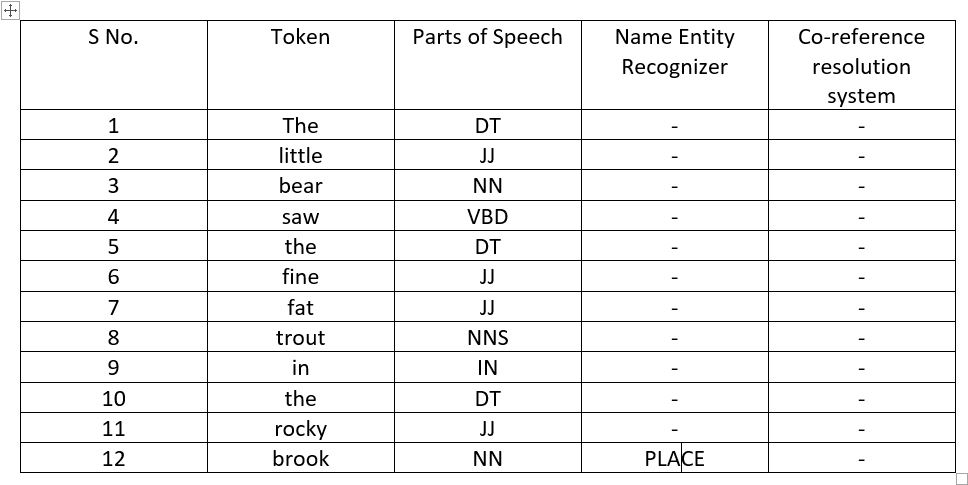 S No. Token Parts of Speech Name Entity Recognizer Co-reference resolution system
1 The DT - -
2 little JJ - -
3 bear NN - -
4 saw VBD - -
5 the DT - -
6 fine JJ - -
7 fat JJ - -
8 trout NNS - -
9 in IN - -
10 the DT - -
11 rocky JJ - -
12 brook NN PLACE -